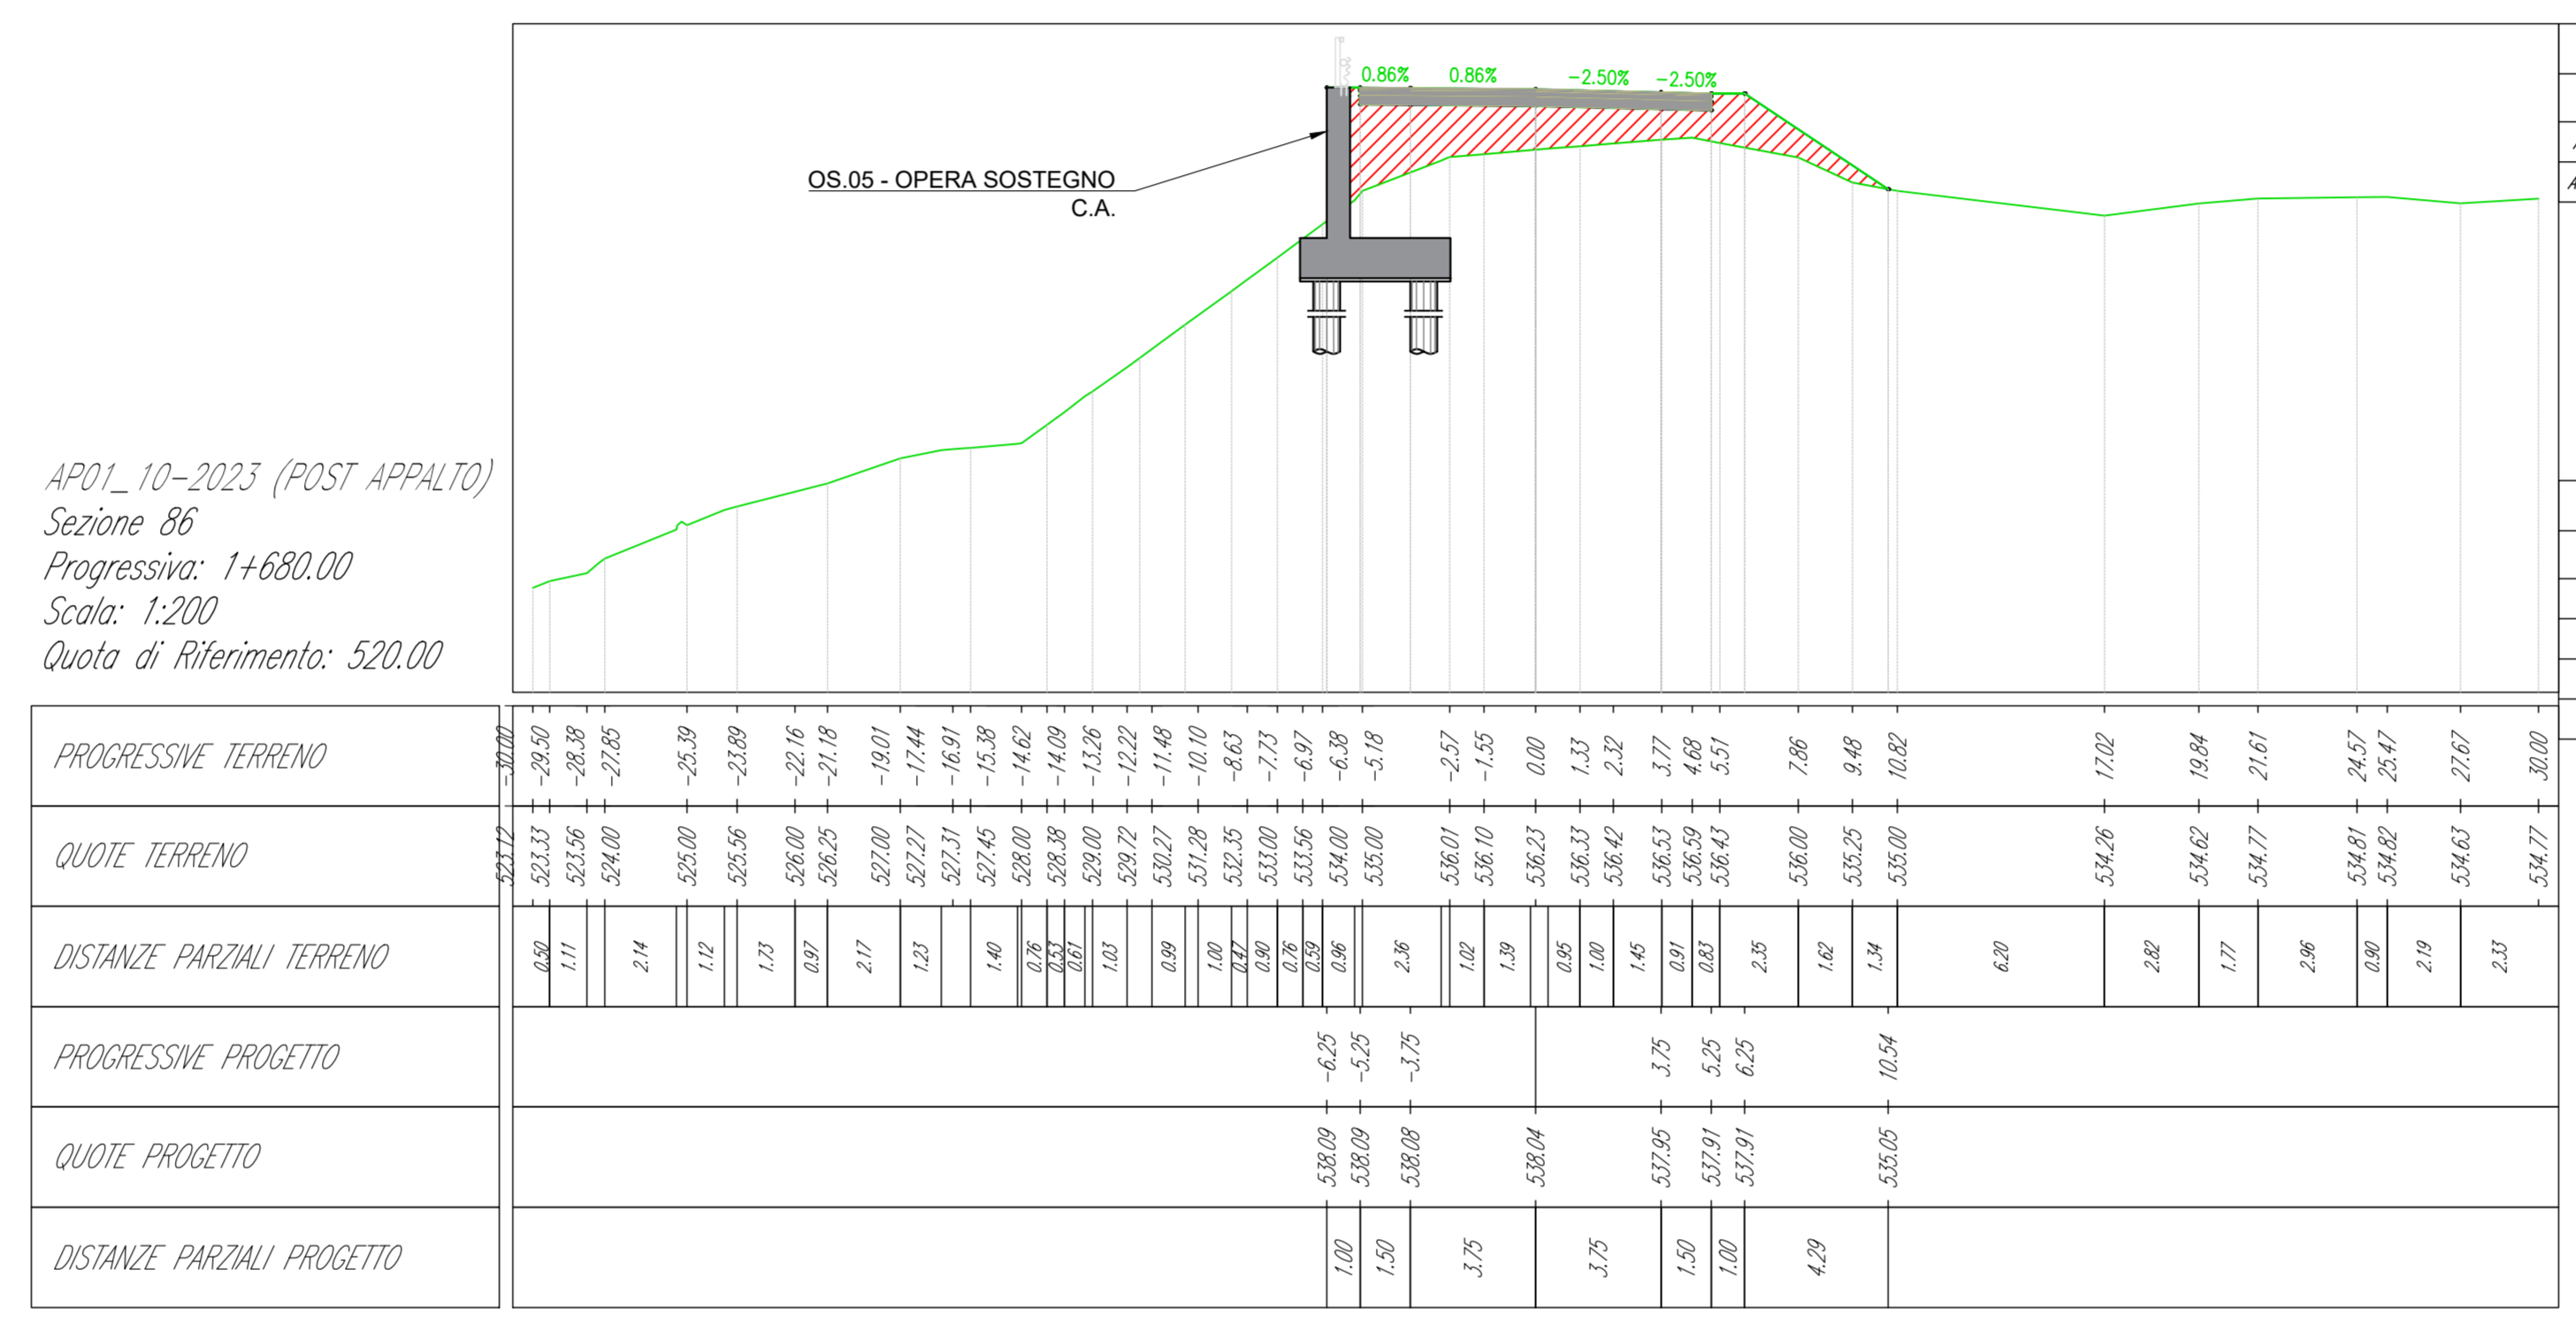 0.86% 0.86% -2.50% -2.50%
OS.05 - OPERA SOSTEGNO
C.A.
AP01_10-2023 (POST APPALTO)
Sezione 86
Progressiva: 1+680.00
Scala: 1:200
Quota di Riferimento: 520.00
PROGRESSIVE TERRENO -30.00 -29.50 -28.38 -27.85 -25.39 -23.89 -22.16 -21.18 -19.01 -17.44 -16.91 -15.38 -14.62 -14.09 -13.26 -12.22 -11.48 -10.10 -8.63 -7.73 -6.97 -6.38 -5.18 -2.57 -1.55 0.00 1.33 2.32 3.77 4.68 5.51 7.86 9.48 10.82 17.02 19.84 21.61 24.57 25.47 27.67 30.00
QUOTE TERRENO 523.12 523.33 523.56 524.00 525.00 525.56 526.00 526.25 527.00 527.27 527.31 527.45 528.00 528.38 529.00 529.72 530.27 531.28 532.35 533.00 533.56 534.00 535.00 536.01 536.10 536.23 536.33 536.42 536.53 536.59 536.43 536.00 535.25 535.00 534.26 534.62 534.77 534.81 534.82 534.63 534.77
DISTANZE PARZIALI TERRENO 0.50 1.11 2.14 1.12 1.73 0.97 2.17 1.23 1.40 0.76 0.53 0.61 1.03 0.99 1.00 0.47 0.90 0.76 0.59 0.96 2.36 1.02 1.39 0.95 1.00 1.45 0.91 0.83 2.35 1.62 1.34 6.20 2.82 1.77 2.96 0.90 2.19 2.33
PROGRESSIVE PROGETTO -6.25 -5.25 -3.75 3.75 5.25 6.25 10.54
QUOTE PROGETTO 538.09 538.09 538.08 538.04 537.95 537.91 537.91 535.05
DISTANZE PARZIALI PROGETTO 1.00 1.50 3.75 3.75 1.50 1.00 4.29